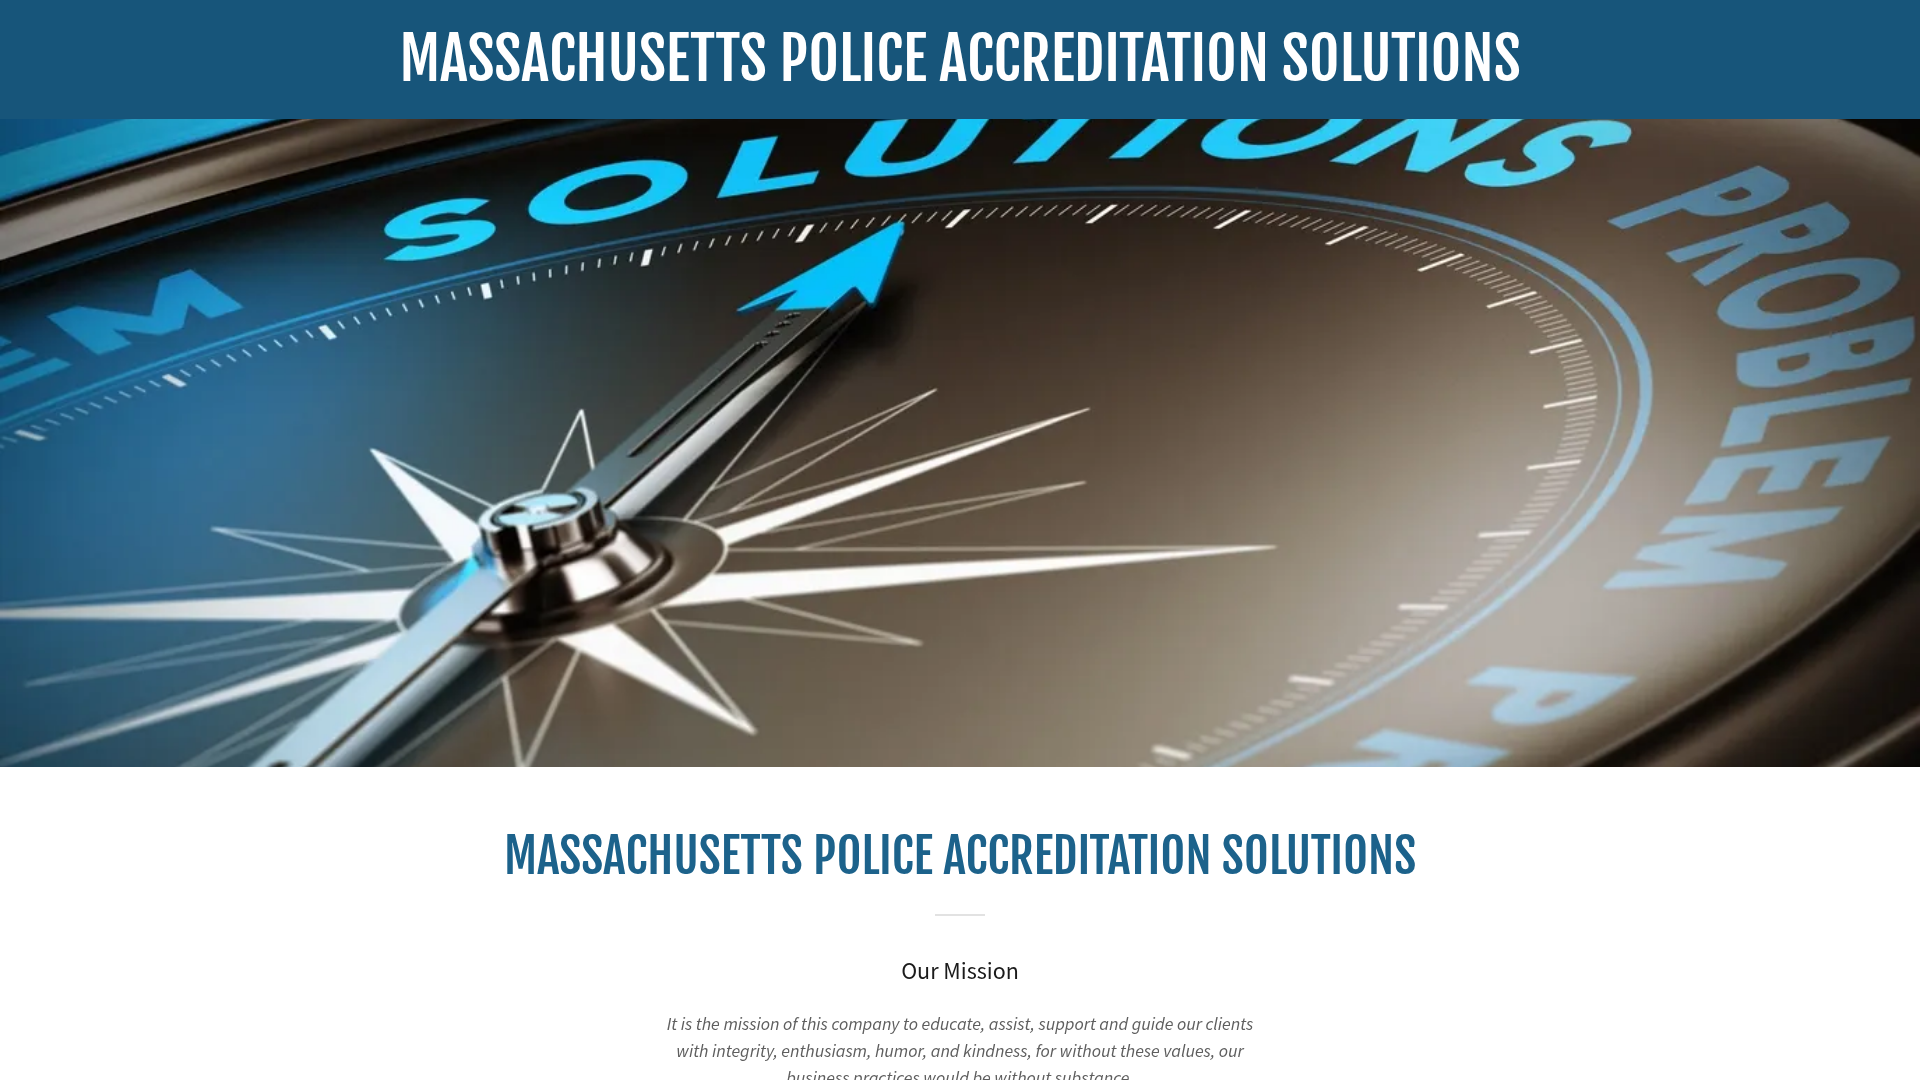 MASSACHUSETTS POLICE ACCREDITATION SOLUTIONS
SOLUTIONS
PROBLEM
EM
PR
MASSACHUSETTS POLICE ACCREDITATION SOLUTIONS
Our Mission
It is the mission of this company to educate, assist, support and guide our clients
with integrity, enthusiasm, humor, and kindness, for without these values, our
business practices would be without substance.